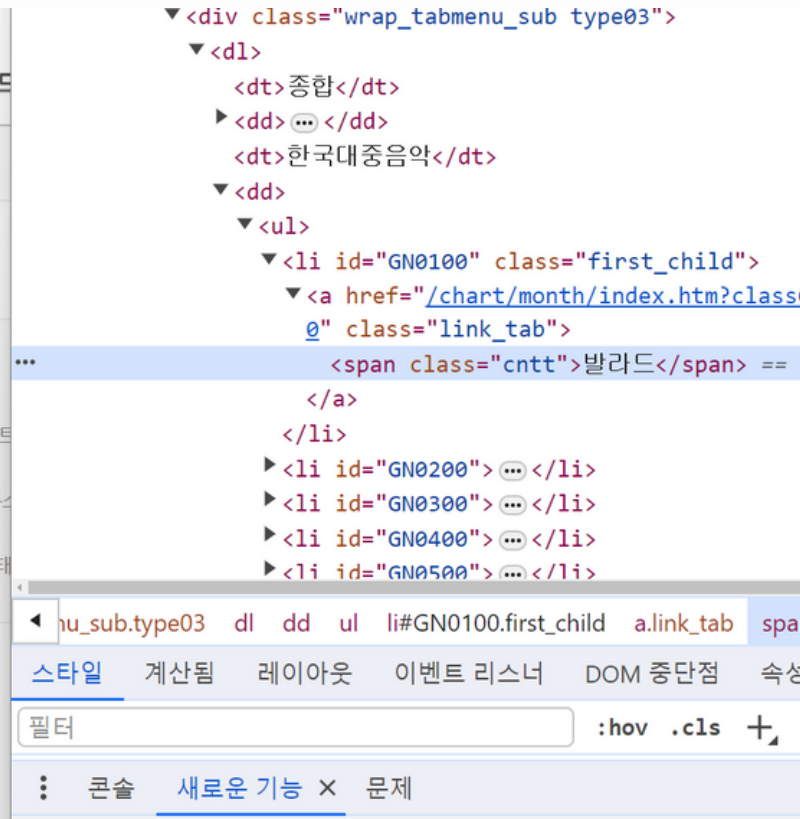 <div class="wrap_tabmenu_sub type03">
<dl>
<dt>종합</dt>
<dd>…</dd>
<dt>한국대중음악</dt>
<dd>
<ul>
<li id="GN0100" class="first_child">
<a href="/chart/month/index.htm?class
0" class="link_tab">
<span class="cntt">발라드</span> ==
</a>
</li>
<li id="GN0200">…</li>
<li id="GN0300">…</li>
<li id="GN0400">…</li>
<li id="GN0500">…</li>
nu_sub.type03 dl dd ul li#GN0100.first_child a.link_tab spa
스타일 계산됨 레이아웃 이벤트 리스너 DOM 중단점 속성
필터 :hov .cls
콘솔 새로운 기능 × 문제